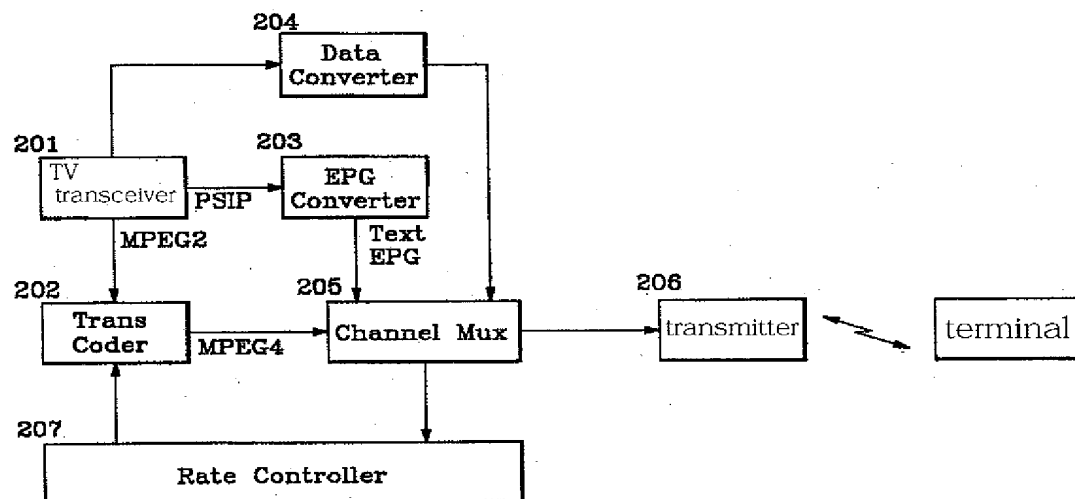 204
Data
Converter
201
TV
transceiver
PSIP
203
EPG
Converter
MPEG2
Text
EPG
202
Trans
Coder
MPEG4
205
Channel Mux
206
transmitter
terminal
207
Rate Controller